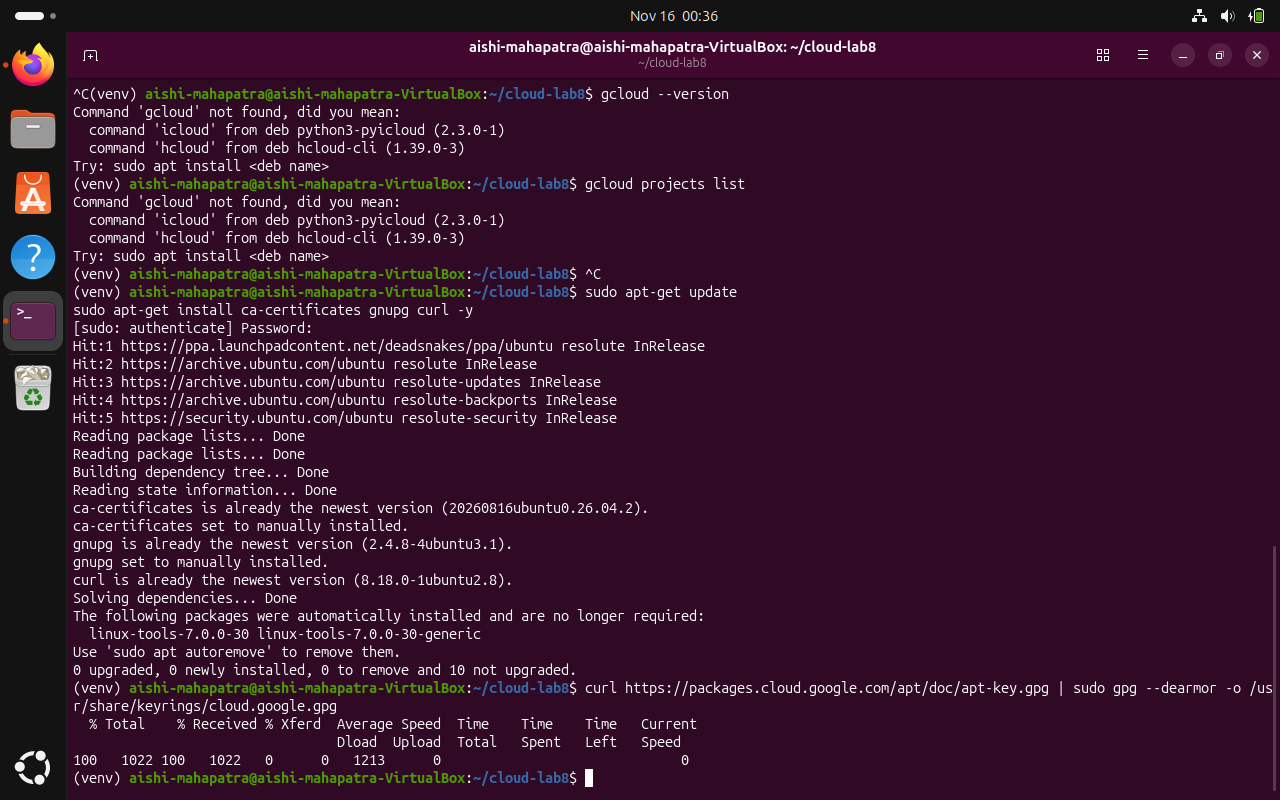 Nov 16 00:36
aishi-mahapatra@aishi-mahapatra-VirtualBox: ~/cloud-lab8
~/cloud-lab8
^C(venv) aishi-mahapatra@aishi-mahapatra-VirtualBox:~/cloud-lab8$ gcloud --version
Command 'gcloud' not found, did you mean:
  command 'icloud' from deb python3-pyicloud (2.3.0-1)
  command 'hcloud' from deb hcloud-cli (1.39.0-3)
Try: sudo apt install <deb name>
(venv) aishi-mahapatra@aishi-mahapatra-VirtualBox:~/cloud-lab8$ gcloud projects list
Command 'gcloud' not found, did you mean:
  command 'icloud' from deb python3-pyicloud (2.3.0-1)
  command 'hcloud' from deb hcloud-cli (1.39.0-3)
Try: sudo apt install <deb name>
(venv) aishi-mahapatra@aishi-mahapatra-VirtualBox:~/cloud-lab8$ ^C
(venv) aishi-mahapatra@aishi-mahapatra-VirtualBox:~/cloud-lab8$ sudo apt-get update
sudo apt-get install ca-certificates gnupg curl -y
[sudo: authenticate] Password:
Hit:1 https://ppa.launchpadcontent.net/deadsnakes/ppa/ubuntu resolute InRelease
Hit:2 https://archive.ubuntu.com/ubuntu resolute InRelease
Hit:3 https://archive.ubuntu.com/ubuntu resolute-updates InRelease
Hit:4 https://archive.ubuntu.com/ubuntu resolute-backports InRelease
Hit:5 https://security.ubuntu.com/ubuntu resolute-security InRelease
Reading package lists... Done
Reading package lists... Done
Building dependency tree... Done
Reading state information... Done
ca-certificates is already the newest version (20260816ubuntu0.26.04.2).
ca-certificates set to manually installed.
gnupg is already the newest version (2.4.8-4ubuntu3.1).
gnupg set to manually installed.
curl is already the newest version (8.18.0-1ubuntu2.8).
Solving dependencies... Done
The following packages were automatically installed and are no longer required:
  linux-tools-7.0.0-30 linux-tools-7.0.0-30-generic
Use 'sudo apt autoremove' to remove them.
0 upgraded, 0 newly installed, 0 to remove and 10 not upgraded.
(venv) aishi-mahapatra@aishi-mahapatra-VirtualBox:~/cloud-lab8$ curl https://packages.cloud.google.com/apt/doc/apt-key.gpg | sudo gpg --dearmor -o /us
r/share/keyrings/cloud.google.gpg
  % Total    % Received % Xferd  Average Speed  Time    Time    Time   Current
                                 Dload  Upload  Total   Spent   Left   Speed
100   1022 100   1022   0      0   1213      0                              0
(venv) aishi-mahapatra@aishi-mahapatra-VirtualBox:~/cloud-lab8$